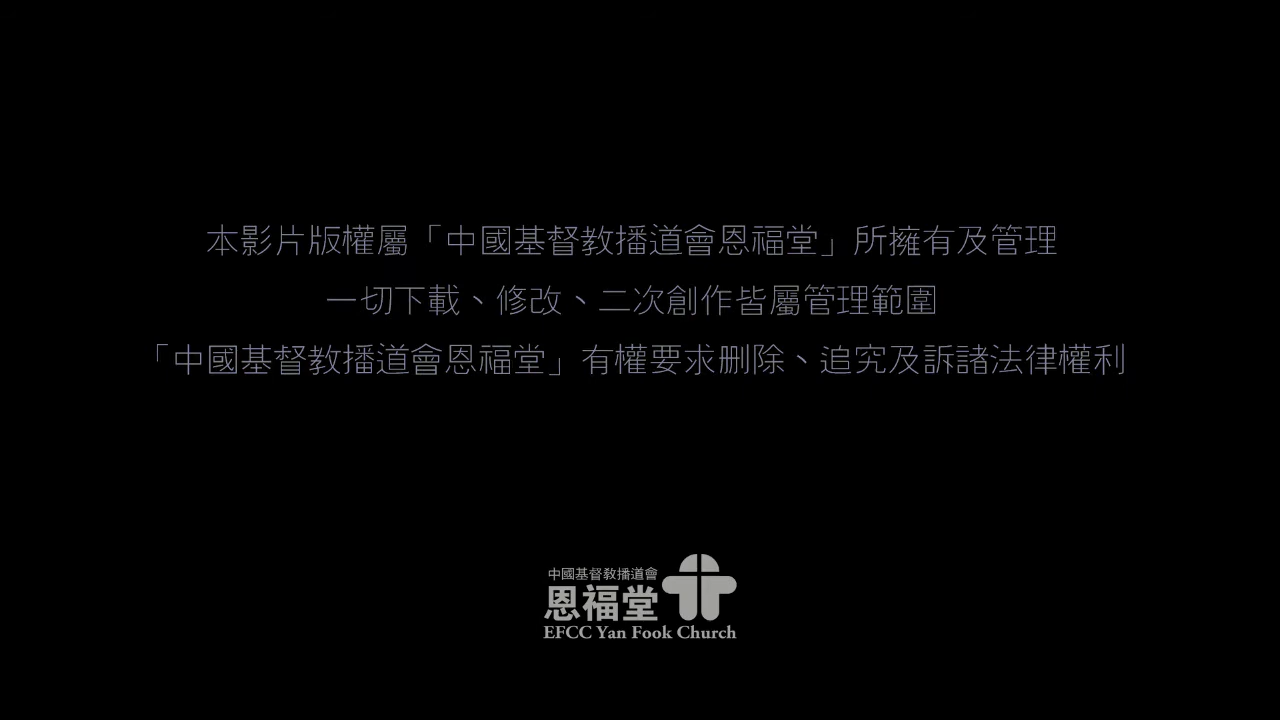 本影片版權屬「中國基督教播道會恩福堂」所擁有及管理
一切下載、修改、二次創作皆屬管理範圍
「中國基督教播道會恩福堂」有權要求删除、追究及訴諸法律權利
中國基督教播道會
恩福堂
EFCC Yan Fook Church